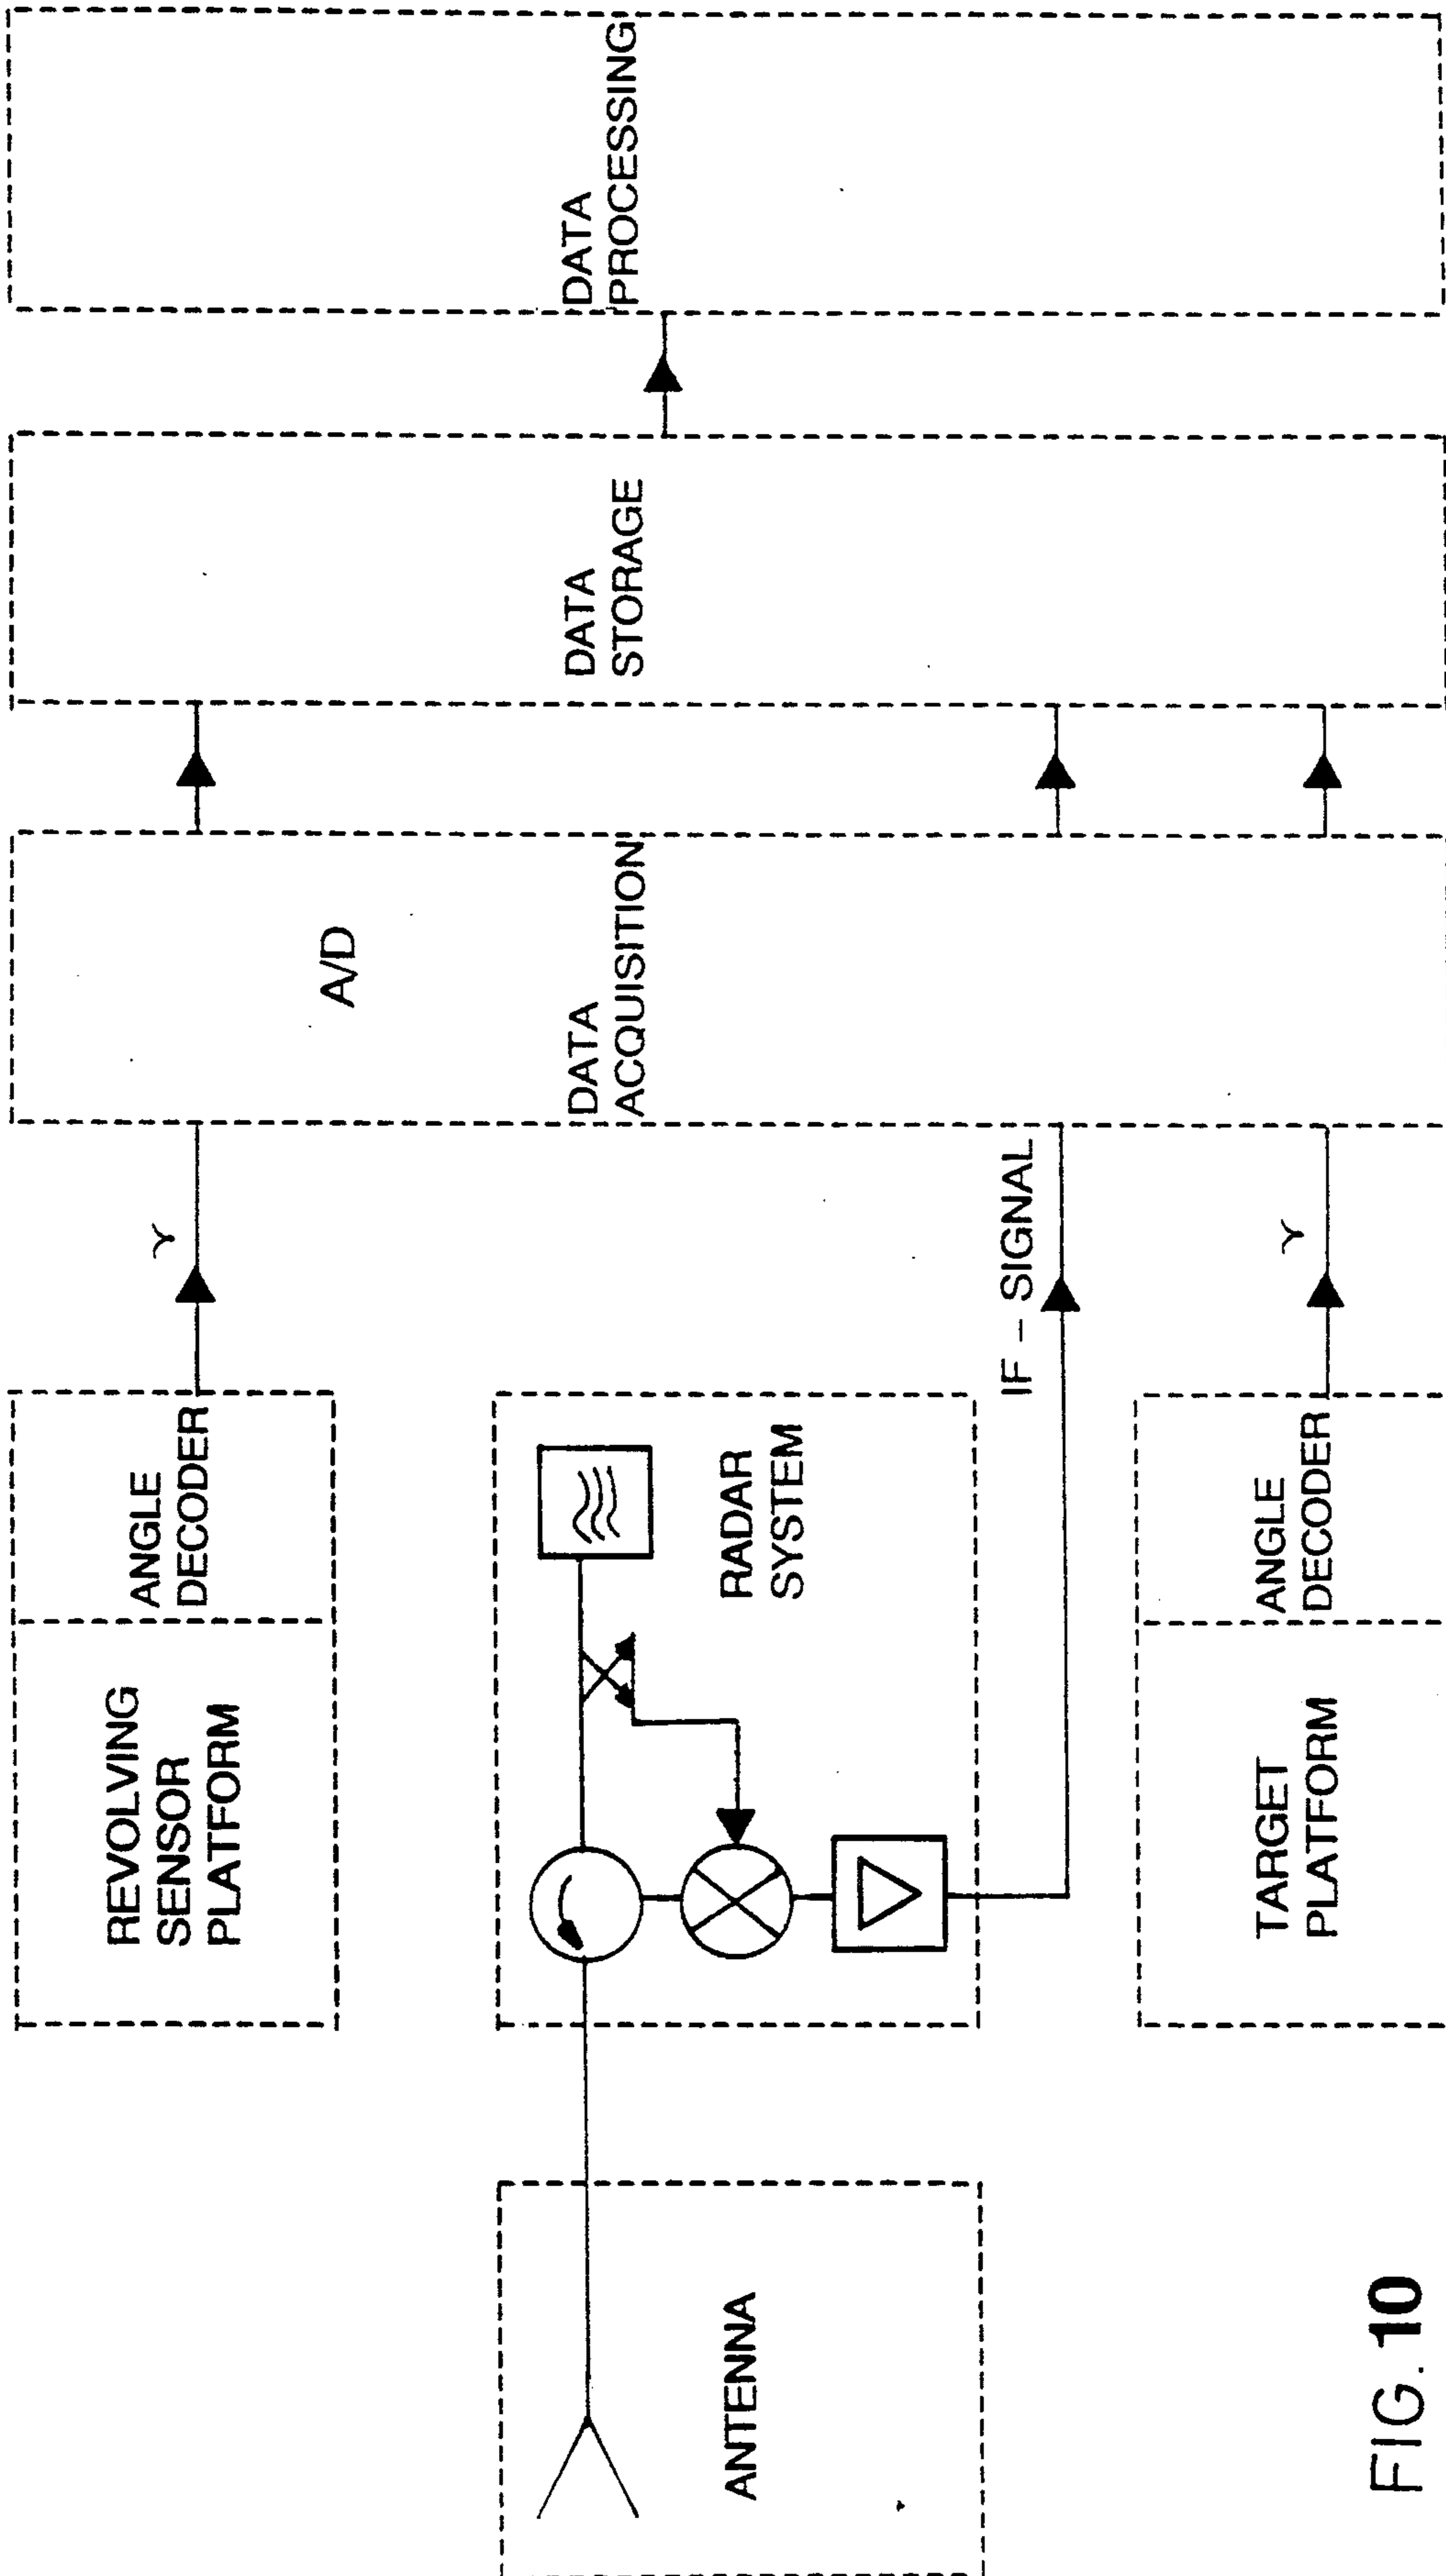 REVOLVING
SENSOR
PLATFORM
ANGLE
DECODER
γ
A/D
DATA
ACQUISITION
DATA
STORAGE
DATA
PROCESSING
ANTENNA
RADAR
SYSTEM
IF – SIGNAL
TARGET
PLATFORM
ANGLE
DECODER
γ
FIG. 10